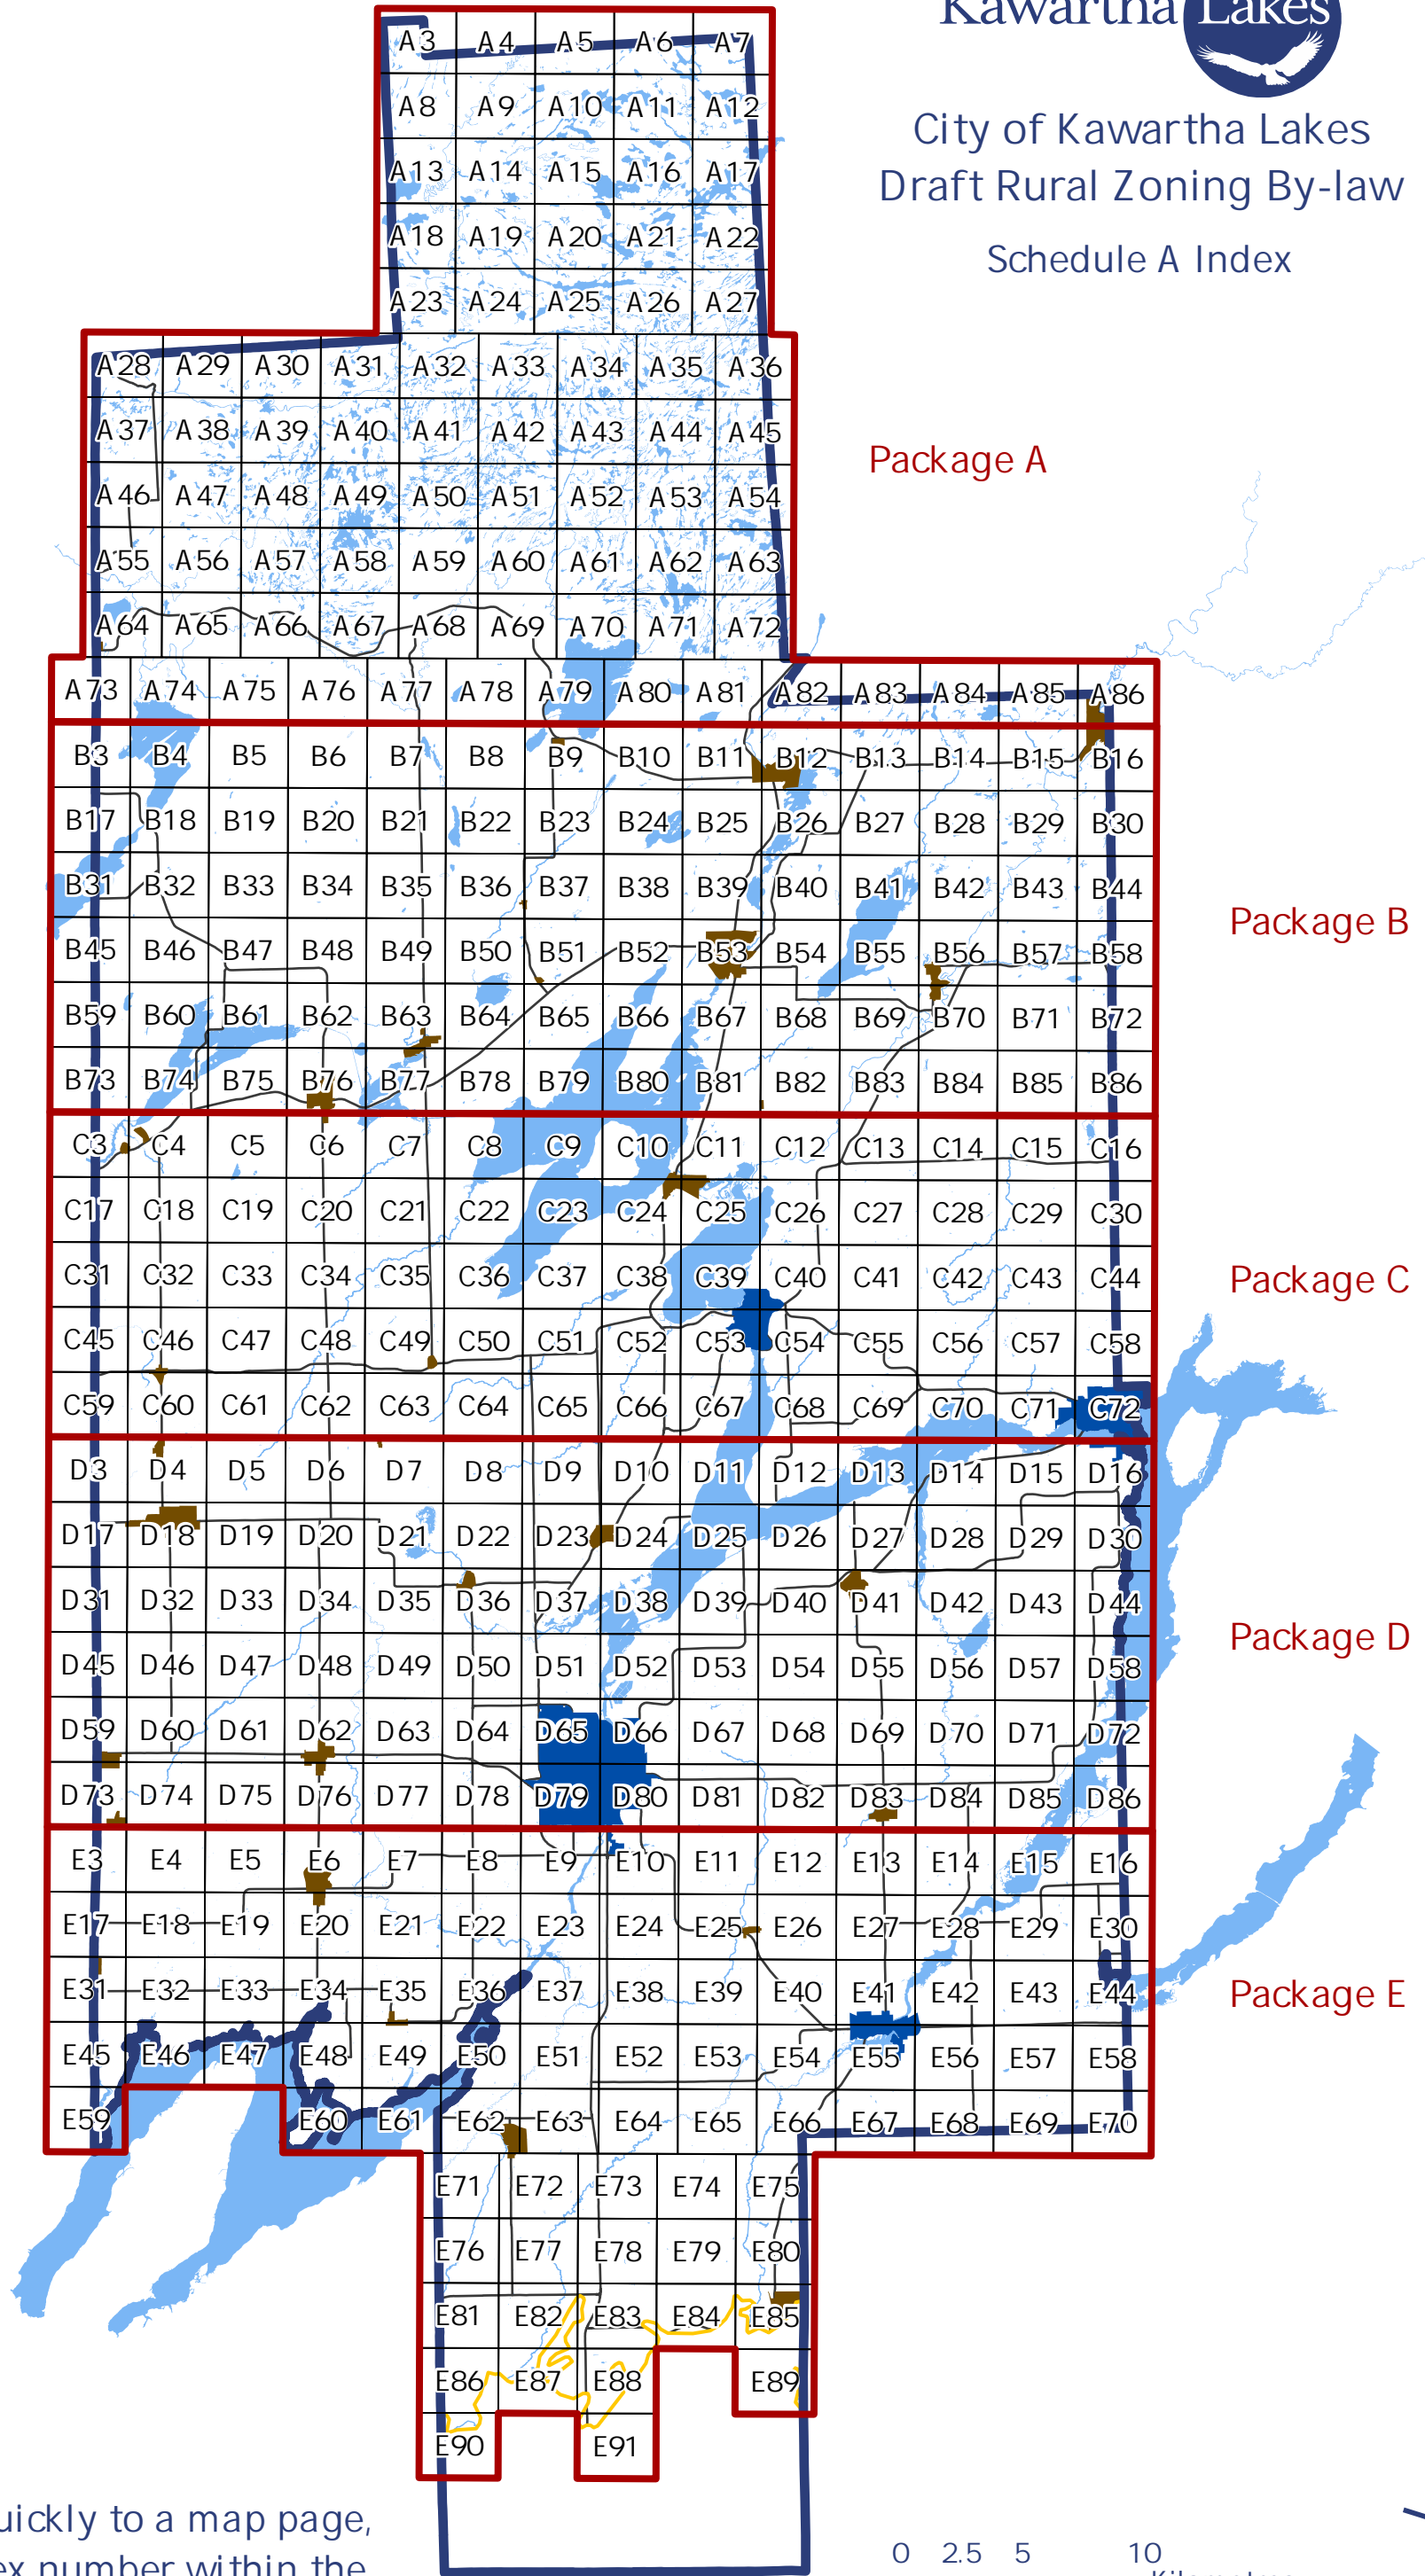 Kawartha Lakes
City of Kawartha Lakes
Draft Rural Zoning By-law
Schedule A Index
A3 A4 A5 A6 A7
A8 A9 A10 A11 A12
A13 A14 A15 A16 A17
A18 A19 A20 A21 A22
A23 A24 A25 A26 A27
A28 A29 A30 A31 A32 A33 A34 A35 A36
A37 A38 A39 A40 A41 A42 A43 A44 A45
Package A
A46 A47 A48 A49 A50 A51 A52 A53 A54
A55 A56 A57 A58 A59 A60 A61 A62 A63
A64 A65 A66 A67 A68 A69 A70 A71 A72
A73 A74 A75 A76 A77 A78 A79 A80 A81 A82 A83 A84 A85 A86
B3 B4 B5 B6 B7 B8 B9 B10 B11 B12 B13 B14 B15 B16
B17 B18 B19 B20 B21 B22 B23 B24 B25 B26 B27 B28 B29 B30
B31 B32 B33 B34 B35 B36 B37 B38 B39 B40 B41 B42 B43 B44
Package B
B45 B46 B47 B48 B49 B50 B51 B52 B53 B54 B55 B56 B57 B58
B59 B60 B61 B62 B63 B64 B65 B66 B67 B68 B69 B70 B71 B72
B73 B74 B75 B76 B77 B78 B79 B80 B81 B82 B83 B84 B85 B86
C3 C4 C5 C6 C7 C8 C9 C10 C11 C12 C13 C14 C15 C16
C17 C18 C19 C20 C21 C22 C23 C24 C25 C26 C27 C28 C29 C30
C31 C32 C33 C34 C35 C36 C37 C38 C39 C40 C41 C42 C43 C44
Package C
C45 C46 C47 C48 C49 C50 C51 C52 C53 C54 C55 C56 C57 C58
C59 C60 C61 C62 C63 C64 C65 C66 C67 C68 C69 C70 C71 C72
D3 D4 D5 D6 D7 D8 D9 D10 D11 D12 D13 D14 D15 D16
D17 D18 D19 D20 D21 D22 D23 D24 D25 D26 D27 D28 D29 D30
D31 D32 D33 D34 D35 D36 D37 D38 D39 D40 D41 D42 D43 D44
Package D
D45 D46 D47 D48 D49 D50 D51 D52 D53 D54 D55 D56 D57 D58
D59 D60 D61 D62 D63 D64 D65 D66 D67 D68 D69 D70 D71 D72
D73 D74 D75 D76 D77 D78 D79 D80 D81 D82 D83 D84 D85 D86
E3 E4 E5 E6 E7 E8 E9 E10 E11 E12 E13 E14 E15 E16
E17 E18 E19 E20 E21 E22 E23 E24 E25 E26 E27 E28 E29 E30
E31 E32 E33 E34 E35 E36 E37 E38 E39 E40 E41 E42 E43 E44
Package E
E45 E46 E47 E48 E49 E50 E51 E52 E53 E54 E55 E56 E57 E58
E59 E60 E61 E62 E63 E64 E65 E66 E67 E68 E69 E70
E71 E72 E73 E74 E75
E76 E77 E78 E79 E80
E81 E82 E83 E84 E85
E86 E87 E88 E89
E90 E91
to a map page,
number within the
0 2.5 5 10